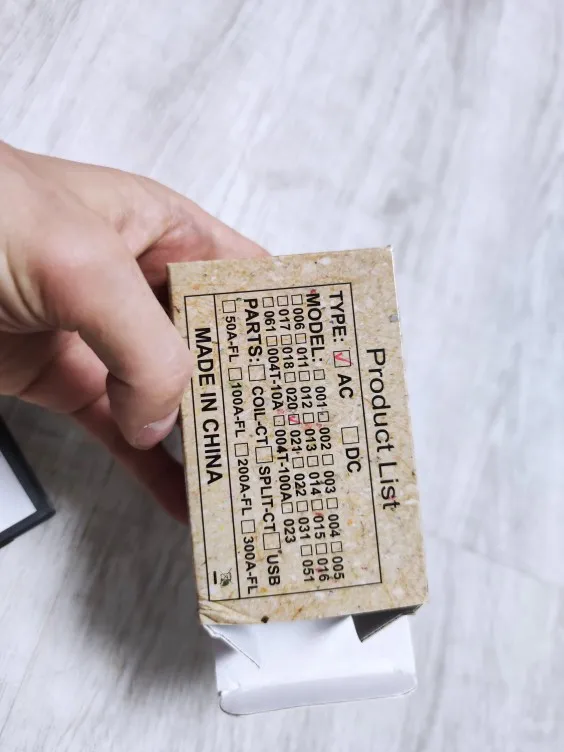 Product List
TYPE: ☑ AC ☐ DC
MODEL: ☐ 001 ☐ 002 ☐ 003 ☐ 004 ☐ 005
☐ 006 ☐ 011 ☐ 012 ☐ 013 ☐ 014 ☐ 015 ☐ 016
☐ 017 ☐ 018 ☐ 020 ☑ 021 ☐ 022 ☐ 031 ☐ 051
☐ 061 ☐ 004T-10A ☐ 004T-100A ☐ 023
PARTS: ☐ COIL-CT ☐ SPLIT-CT ☐ USB
☐ 50A-FL ☐ 100A-FL ☐ 200A-FL ☐ 300A-FL
MADE IN CHINA